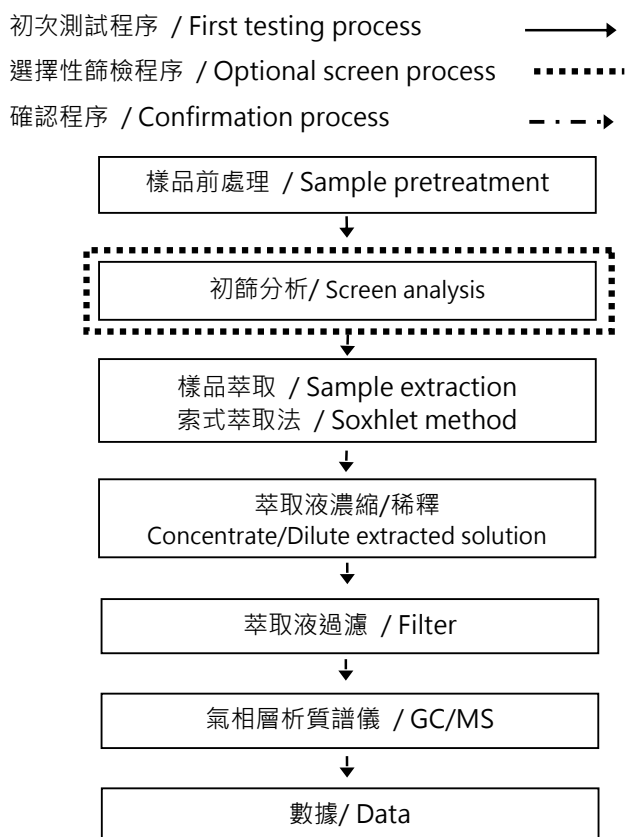 初次測試程序 / First testing process
選擇性篩檢程序 / Optional screen process
確認程序 / Confirmation process
樣品前處理 / Sample pretreatment
初篩分析/ Screen analysis
樣品萃取 / Sample extraction
索式萃取法 / Soxhlet method
萃取液濃縮/稀釋
Concentrate/Dilute extracted solution
萃取液過濾 / Filter
氣相層析質譜儀 / GC/MS
數據/ Data